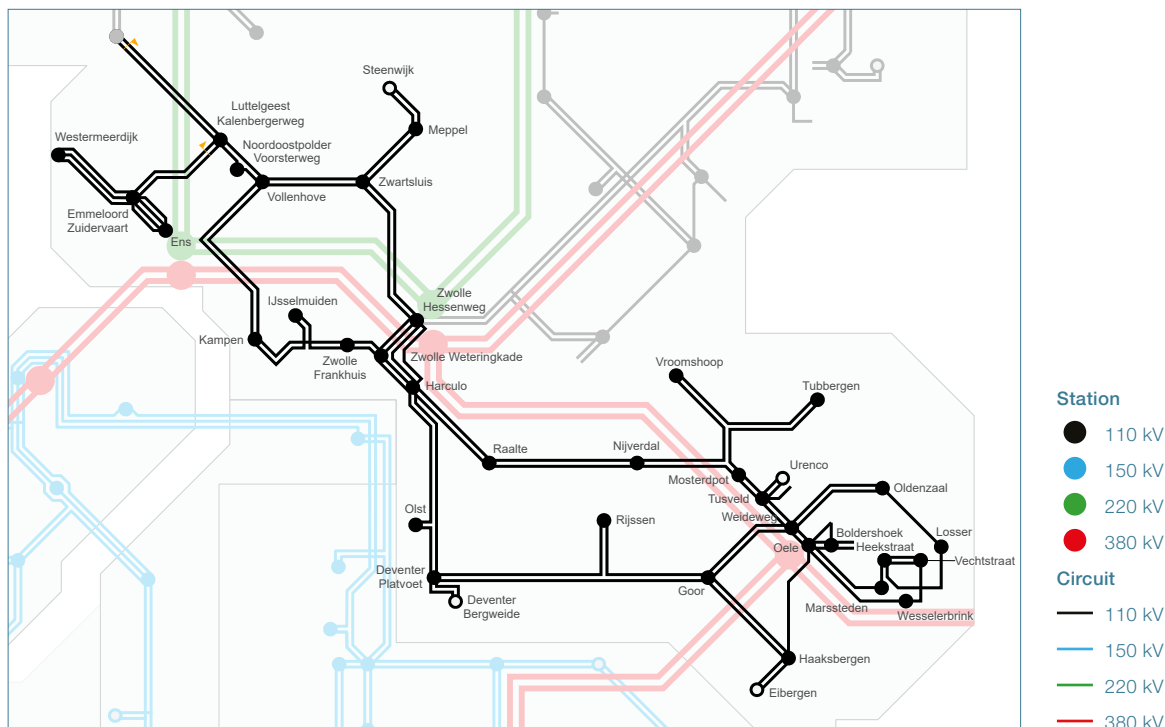 Steenwijk
Luttelgeest
Kalenbergerweg
Meppel
Westermeerdijk
Noordoostpolder
Voorsterweg
Zwartsluis
Vollenhove
Emmeloord
Zuidervaart
Ens
Zwolle
Hessenweg
IJsselmuiden
Kampen
Zwolle
Frankhuis
Zwolle Weteringkade
Harculo
Vroomshoop
Tubbergen
Raalte
Nijverdal
Mosterdpot
Urenco
Tusveld
Oldenzaal
Olst
Rijssen
Weideweg
Boldershoek
Losser
Oele
Heekstraat
Vechtstraat
Deventer
Platvoet
Goor
Marssteden
Deventer
Bergweide
Wesselerbrink
Haaksbergen
Eibergen
Station
110 kV
150 kV
220 kV
380 kV
Circuit
110 kV
150 kV
220 kV
380 kV